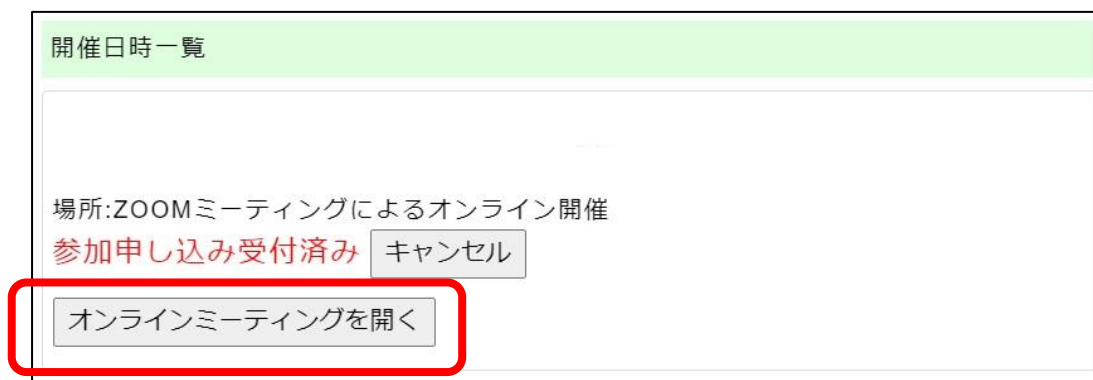 開催日時一覧
場所:ZOOMミーティングによるオンライン開催
参加申し込み受付済み キャンセル
オンラインミーティングを開く